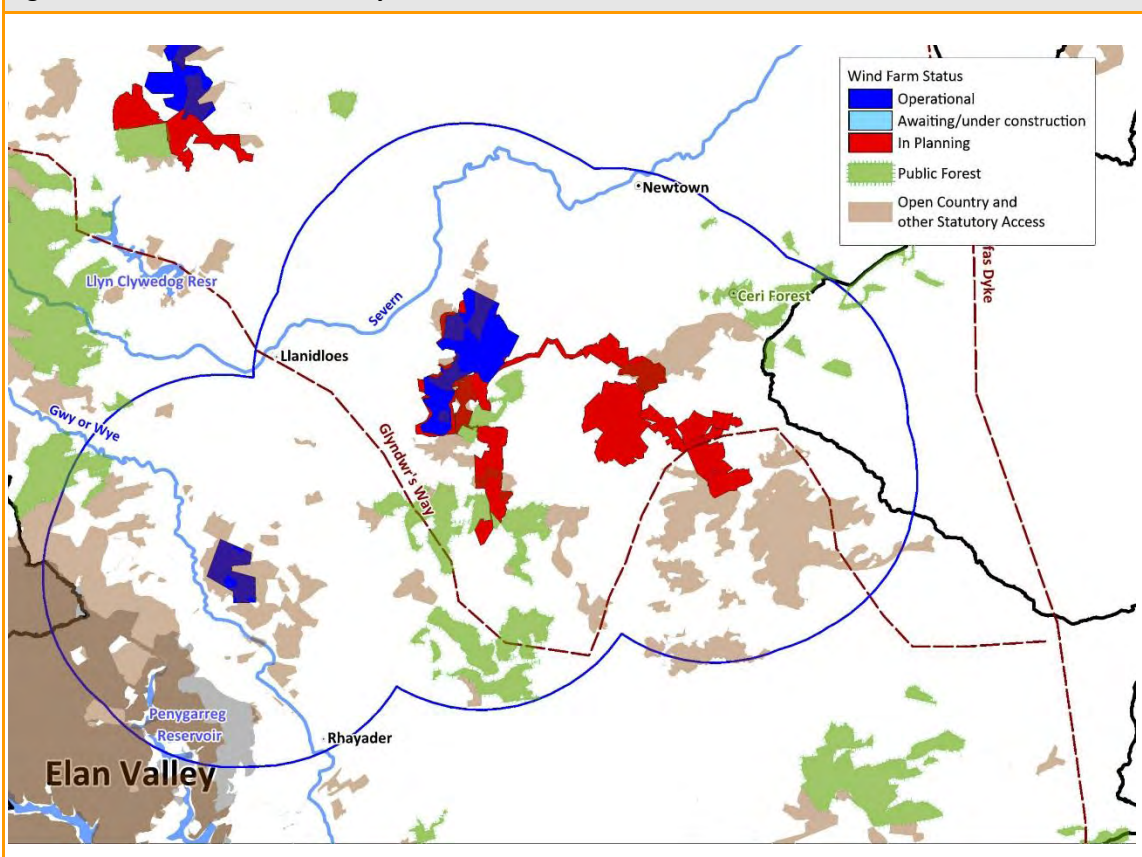 Wind Farm Status
Operational
Awaiting/under construction
In Planning
Public Forest
Open Country and
other Statutory Access
Newtown
fas Dyke
Llyn Clywedog Resr
Severn
Ceri Forest
Llanidloes
Gwy or Wye
Glyndwr's Way
Penygarreg
Reservoir
Rhayader
Elan Valley